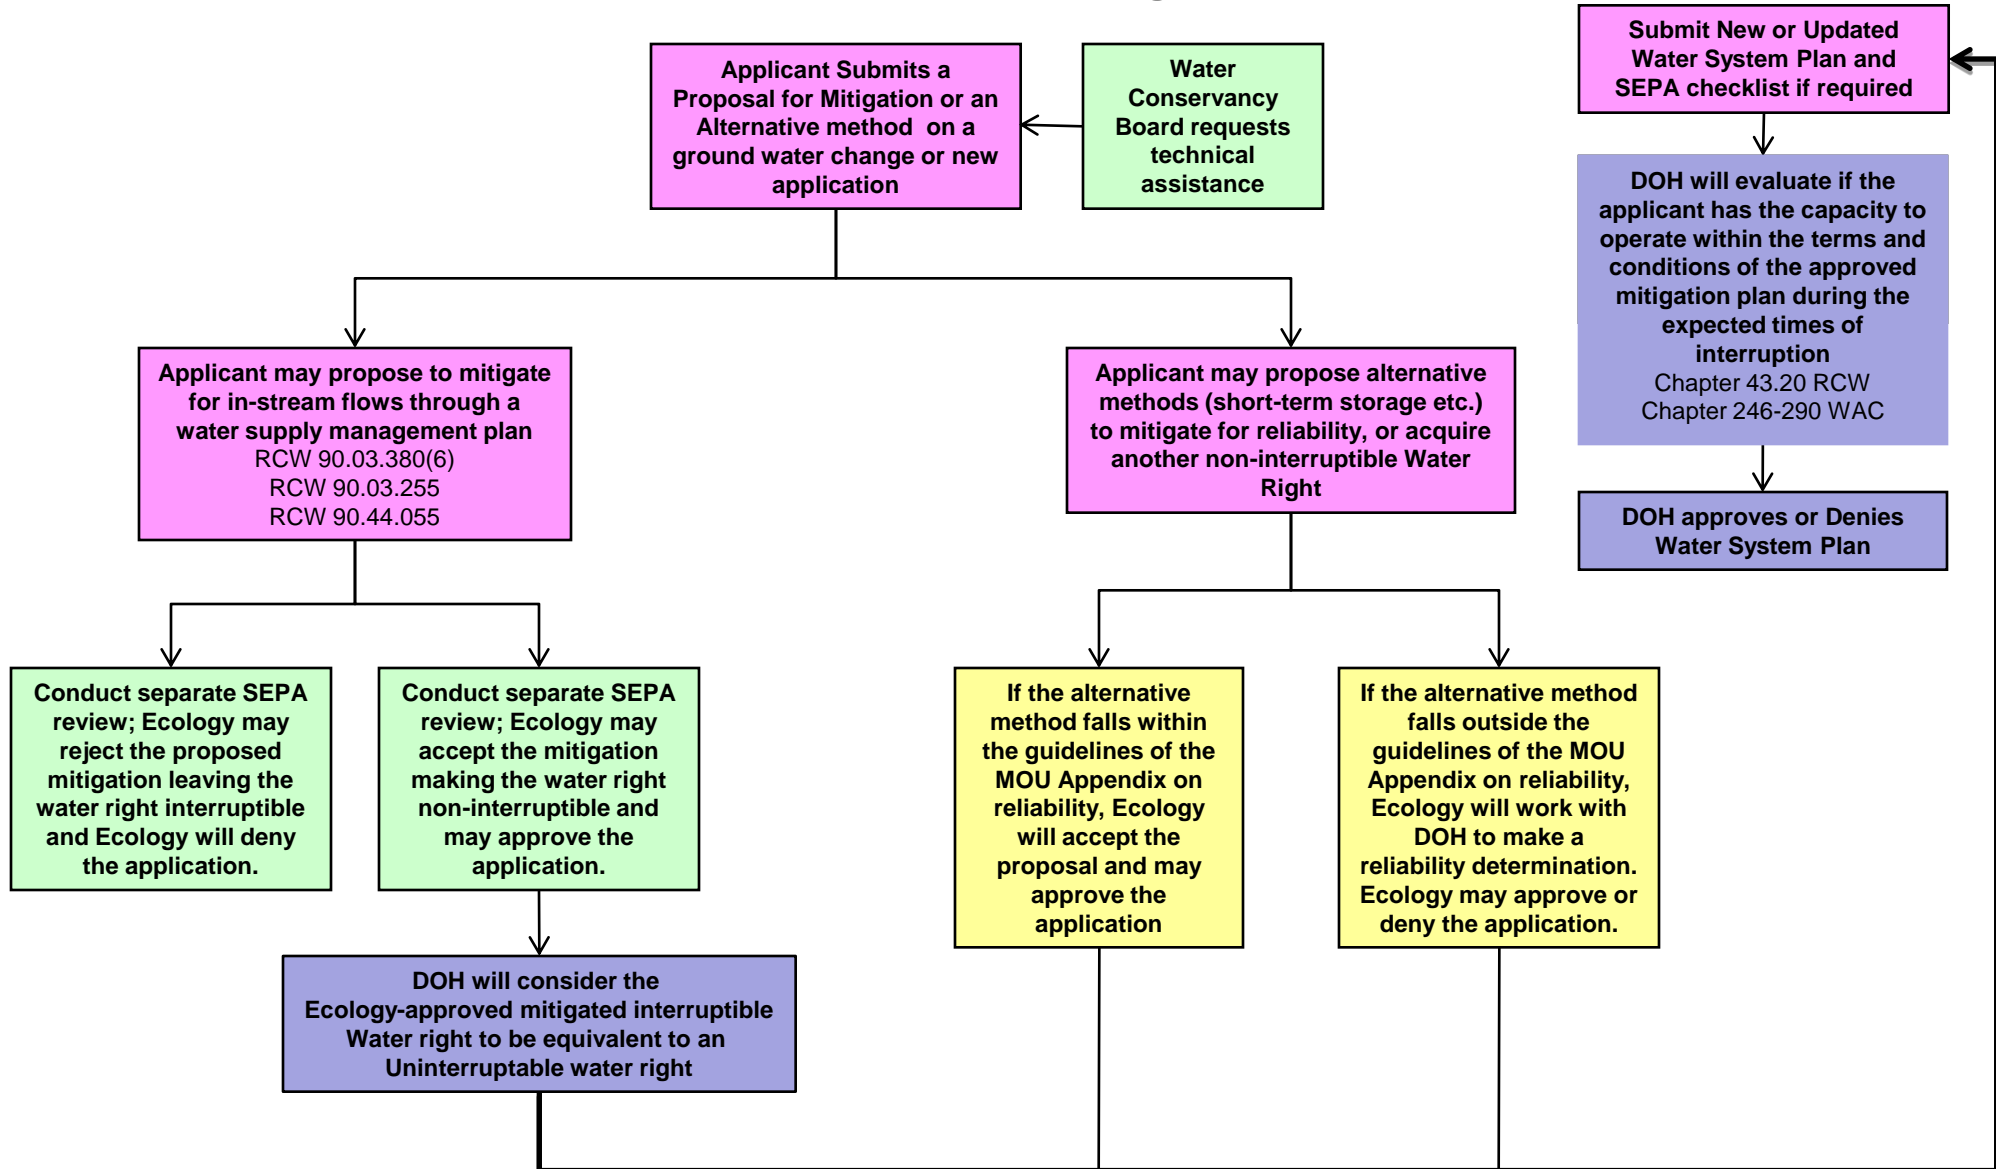 Applicant Submits a
Proposal for Mitigation or an
Alternative method on a
ground water change or new
application
Water
Conservancy
Board requests
technical
assistance
Submit New or Updated
Water System Plan and
SEPA checklist if required
DOH will evaluate if the
applicant has the capacity to
operate within the terms and
conditions of the approved
mitigation plan during the
expected times of
interruption
Chapter 43.20 RCW
Chapter 246-290 WAC
DOH approves or Denies
Water System Plan
Applicant may propose to mitigate
for in-stream flows through a
water supply management plan
RCW 90.03.380(6)
RCW 90.03.255
RCW 90.44.055
Applicant may propose alternative
methods (short-term storage etc.)
to mitigate for reliability, or acquire
another non-interruptible Water
Right
Conduct separate SEPA
review; Ecology may
reject the proposed
mitigation leaving the
water right interruptible
and Ecology will deny
the application.
Conduct separate SEPA
review; Ecology may
accept the mitigation
making the water right
non-interruptible and
may approve the
application.
If the alternative
method falls within
the guidelines of the
MOU Appendix on
reliability, Ecology
will accept the
proposal and may
approve the
application
If the alternative method
falls outside the
guidelines of the MOU
Appendix on reliability,
Ecology will work with
DOH to make a
reliability determination.
Ecology may approve or
deny the application.
DOH will consider the
Ecology-approved mitigated interruptible
Water right to be equivalent to an
Uninterruptable water right